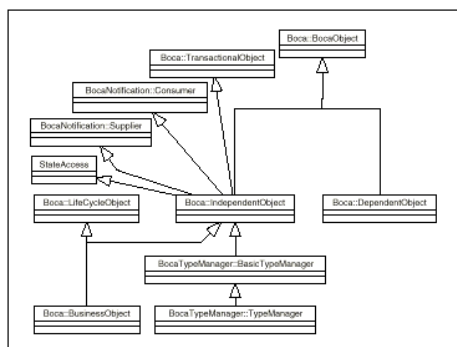 Boca::BocaObject
Boca::TransactionalObject
BocaNotification::Consumer
BocaNotification::Supplier
StateAccess
Boca::LifeCycleObject
Boca::IndependentObject
Boca::DependentObject
BocaTypeManager::BasicTypeManager
Boca::BusinessObject
BocaTypeManager::TypeManager